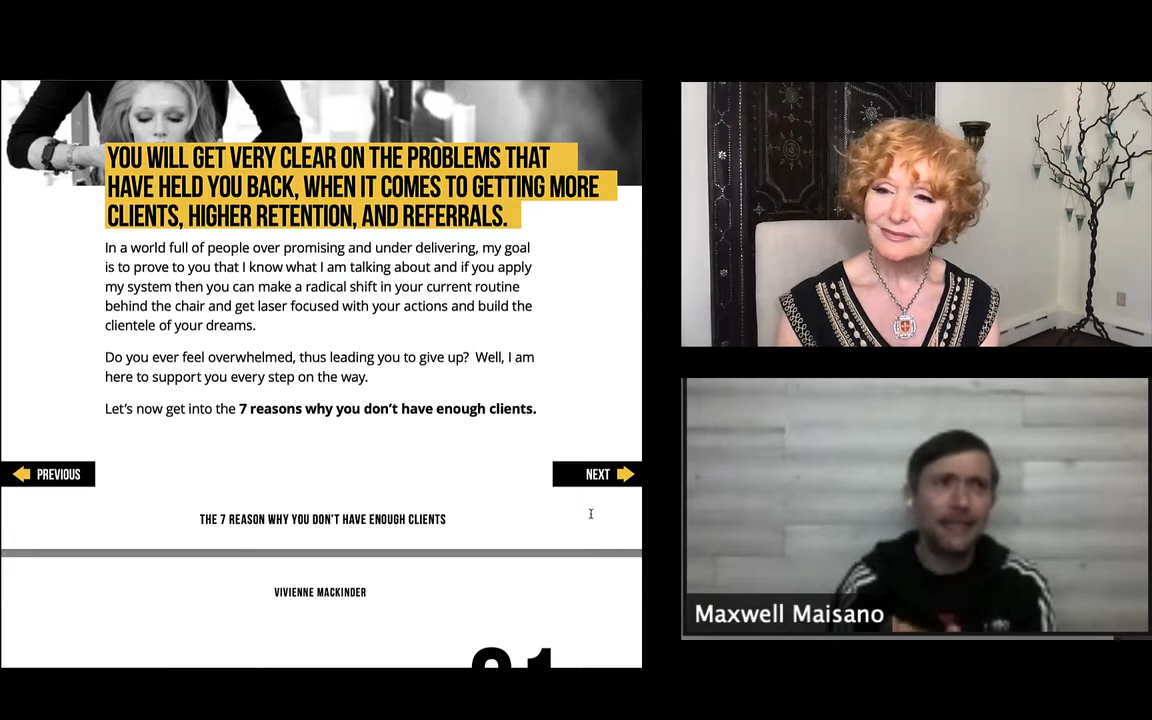 YOU WILL GET VERY CLEAR ON THE PROBLEMS THAT
HAVE HELD YOU BACK, WHEN IT COMES TO GETTING MORE
CLIENTS, HIGHER RETENTION, AND REFERRALS.
In a world full of people over promising and under delivering, my goal
is to prove to you that I know what I am talking about and if you apply
my system then you can make a radical shift in your current routine
behind the chair and get laser focused with your actions and build the
clientele of your dreams.
Do you ever feel overwhelmed, thus leading you to give up? Well, I am
here to support you every step on the way.
Let's now get into the 7 reasons why you don't have enough clients.
PREVIOUS
NEXT
THE 7 REASON WHY YOU DON'T HAVE ENOUGH CLIENTS
VIVIENNE MACKINDER
Maxwell Maisano